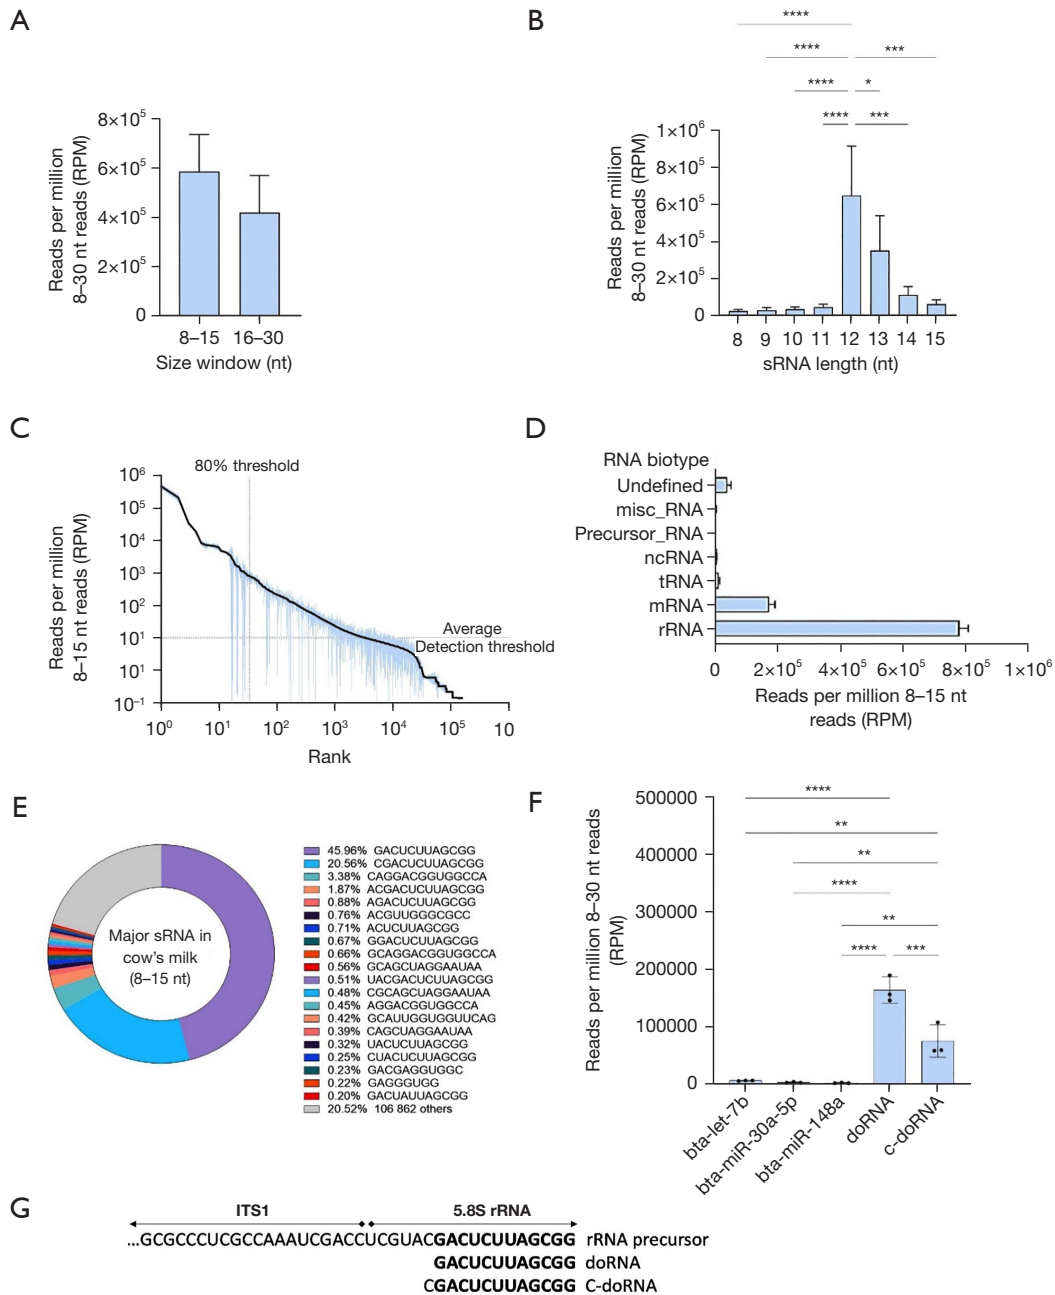 A
Reads per million
8–30 nt reads (RPM)
8×10⁵
6×10⁵
4×10⁵
2×10⁵
0
8–15 16–30
Size window (nt)
B
****
**** ***
**** *
**** ***
Reads per million
8–30 nt reads (RPM)
1×10⁶
8×10⁵
6×10⁵
4×10⁵
2×10⁵
0
8 9 10 11 12 13 14 15
sRNA length (nt)
C
80% threshold
Reads per million
8–15 nt reads (RPM)
10⁶
10⁵
10⁴
10³
10²
10¹
10¹
10⁻¹
Average
Detection threshold
10⁰ 10¹ 10² 10³ 10⁴ 10⁵ 10
Rank
D
RNA biotype
Undefined
misc_RNA
Precursor_RNA
ncRNA
tRNA
mRNA
rRNA
0 2×10⁵ 4×10⁵ 6×10⁵ 8×10⁵ 1×10⁶
Reads per million 8–15 nt
reads (RPM)
E
Major sRNA in
cow's milk
(8–15 nt)
45.96% GACUCUUAGCGG
20.56% CGACUCUUAGCGG
3.38% CAGGACGGUGGCCA
1.87% ACGACUCUUAGCGG
0.88% AGACUCUUAGCGG
0.76% ACGUUGGGCGCC
0.71% ACUCUUAGCGG
0.67% GGACUCUUAGCGG
0.66% GCAGGACGGUGGCCA
0.56% GCAGCUAGGAAUAA
0.51% UACGACUCUUAGCGG
0.48% CGCAGCUAGGAAUAA
0.45% AGGACGGUGGCCA
0.42% GCAUUGGUGGUUCAG
0.39% CAGCUAGGAAUAA
0.32% UACUCUUAGCGG
0.25% CUACUCUUAGCGG
0.23% GACGAGGUGGC
0.22% GAGGGUGG
0.20% GACUAUUAGCGG
20.52% 106 862 others
F
****
**
**
****
**
**** ***
Reads per million 8–30 nt reads
(RPM)
500000
400000
300000
200000
100000
0
bta-let-7b
bta-miR-30a-5p
bta-miR-148a
doRNA
c-doRNA
G
ITS1 5.8S rRNA
...GCGCCCUCGCCAAAUCGACCUCGUACGACUCUUAGCGG rRNA precursor
GACUCUUAGCGG doRNA
CGACUCUUAGCGG C-doRNA